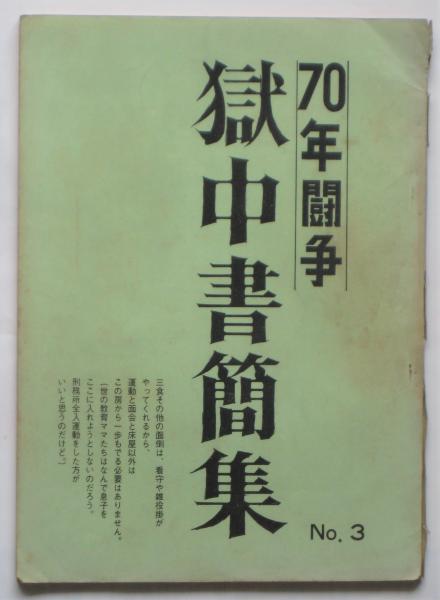 70年闘争
獄中書簡集
三食その他の面倒は、看守や雑役掛が
やってくれるから、
運動と面会と床屋以外は
この房から一歩もでる必要はありません。
(世の教育ママたちはなんで息子を
ここに入れようとしないのだろう。
刑務所全入運動をした方が
いいと思うのだけど。)
No. 3